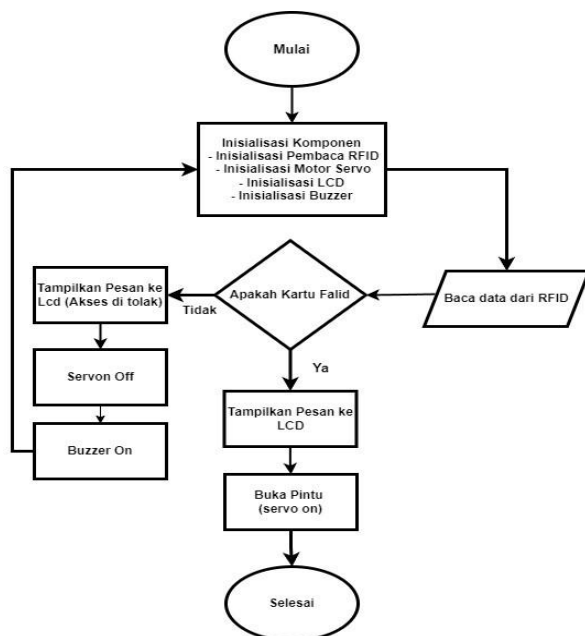 Mulai
Inisialisasi Komponen
- Inisialisasi Pembaca RFID
- Inisialisasi Motor Servo
- Inisialisasi LCD
- Inisialisasi Buzzer
Baca data dari RFID
Apakah Kartu Falid
Tidak
Tampilkan Pesan ke
Lcd (Akses di tolak)
Servon Off
Buzzer On
Ya
Tampilkan Pesan ke
LCD
Buka Pintu
(servo on)
Selesai